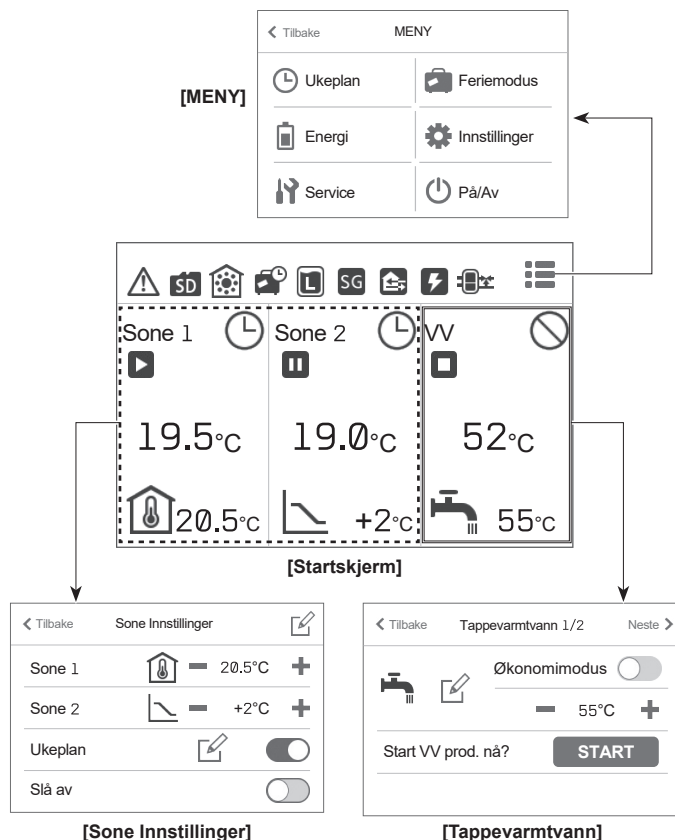 Tilbake MENY
[MENY]
Ukeplan Feriemodus
Energi Innstillinger
Service På/Av
SD L SG
Sone 1 Sone 2 VV
19.5°C 19.0°C 52°C
20.5°C +2°C 55°C
[Startskjerm]
Tilbake Sone Innstillinger
Sone 1 20.5°C
Sone 2 +2°C
Ukeplan
Slå av
[Sone Innstillinger]
Tilbake Tappevarmtvann 1/2 Neste
Økonomimodus
55°C
Start VV prod. nå? START
[Tappevarmtvann]